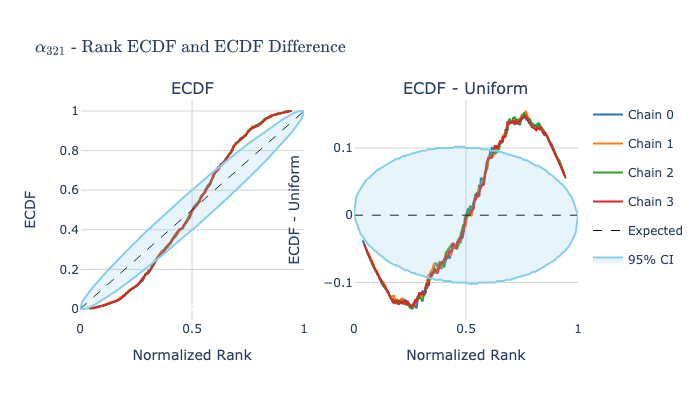 α₃₂₁ - Rank ECDF and ECDF Difference
ECDF
ECDF - Uniform
ECDF
1
0.8
0.6
0.4
0.2
0
0
0.5
1
Normalized Rank
ECDF - Uniform
0.1
0
−0.1
0
0.5
1
Normalized Rank
Chain 0
Chain 1
Chain 2
Chain 3
Expected
95% CI